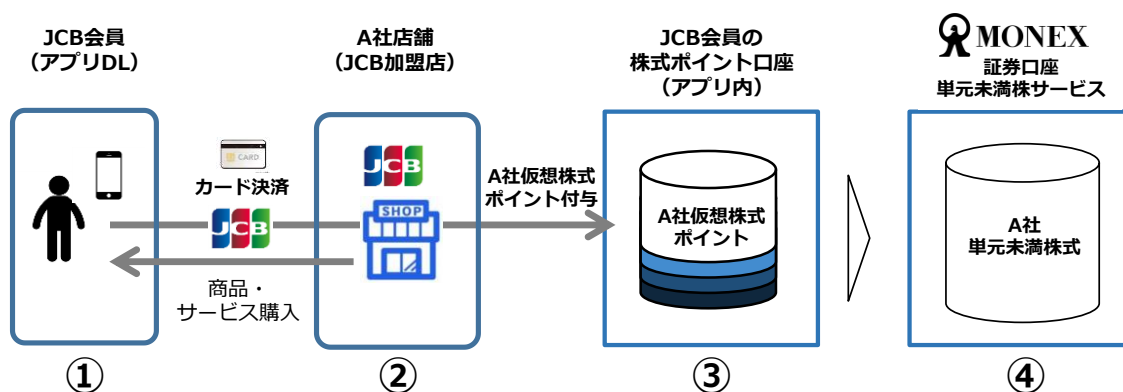 JCB会員
（アプリDL）
A社店舗
（JCB加盟店）
JCB会員の
株式ポイント口座
（アプリ内）
MONEX
証券口座
単元未満株サービス
CARD
カード決済
JCB
商品・
サービス購入
JCB
SHOP
A社仮想株式
ポイント付与
A社仮想株式
ポイント
A社
単元未満株式
①
②
③
④